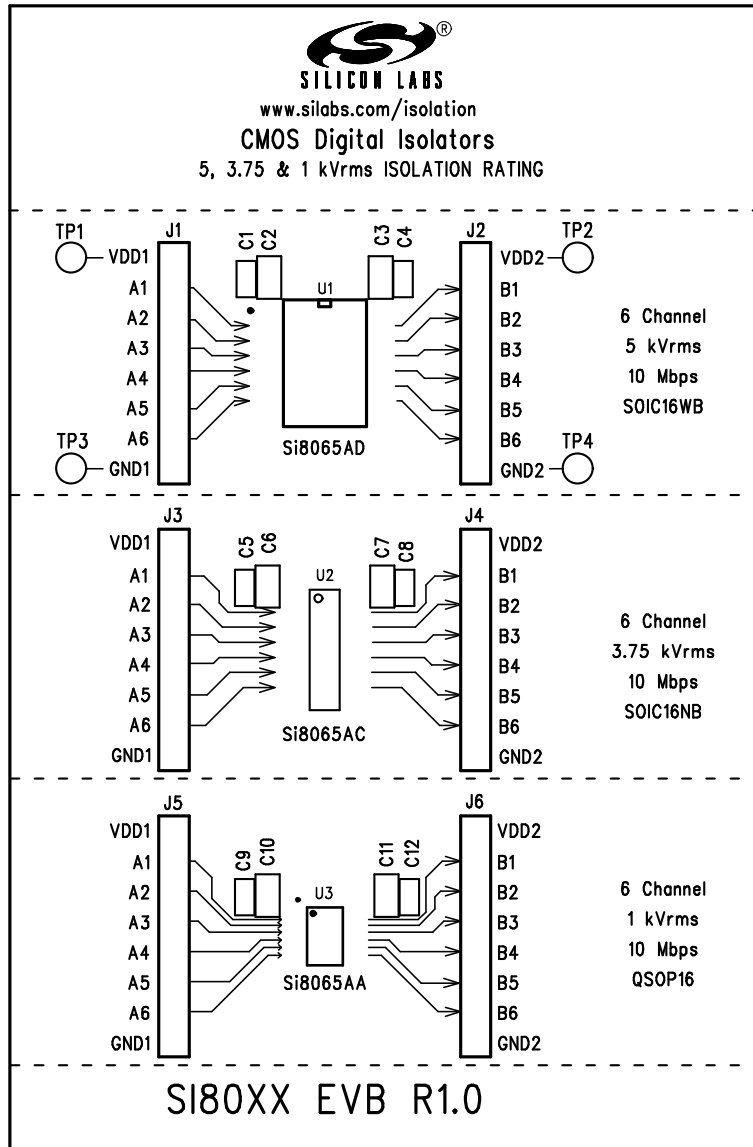 ®
SILICON LABS
www.silabs.com/isolation
CMOS Digital Isolators
5, 3.75 & 1 kVrms ISOLATION RATING
TP1 J1 C1 C2 C3 C4 J2 TP2
VDD1 VDD2
U1
A1 B1
A2 B2 6 Channel
A3 B3 5 kVrms
A4 B4 10 Mbps
A5 B5 SOIC16WB
A6 B6
TP3 Si8065AD TP4
GND1 GND2
J3 J4
VDD1 C5 C6 C7 C8 VDD2
A1 U2 B1
A2 B2
A3 B3 6 Channel
A4 B4 3.75 kVrms
A5 B5 10 Mbps
A6 B6 SOIC16NB
Si8065AC
GND1 GND2
J5 J6
VDD1 VDD2
A1 C9 C10 C11 C12 B1
A2 U3 B2 6 Channel
A3 B3 1 kVrms
A4 B4 10 Mbps
A5 Si8065AA B5 QSOP16
A6 B6
GND1 GND2
SI80XX EVB R1.0